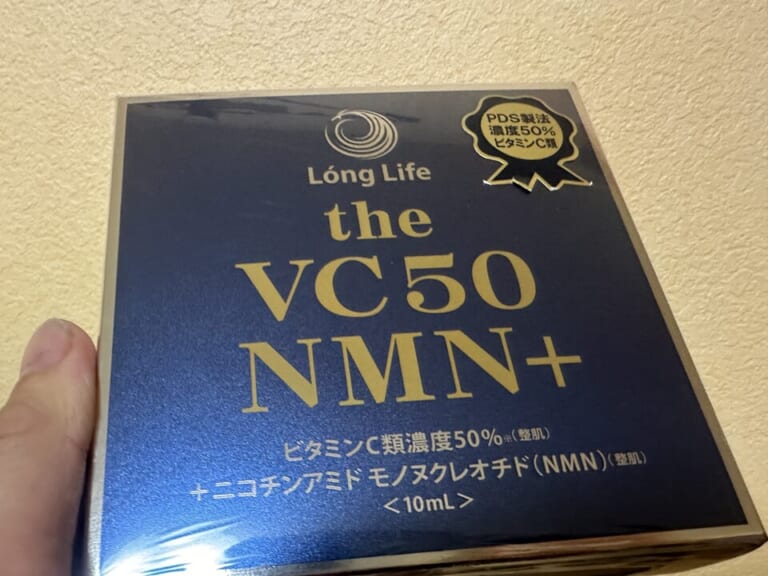 Lóng Life
PDS製法
濃度50%
ビタミンC類
the
VC50
NMN+
ビタミンC類濃度50%※(整肌)
+ニコチンアミド モノヌクレオチド(NMN)(整肌)
<10mL>